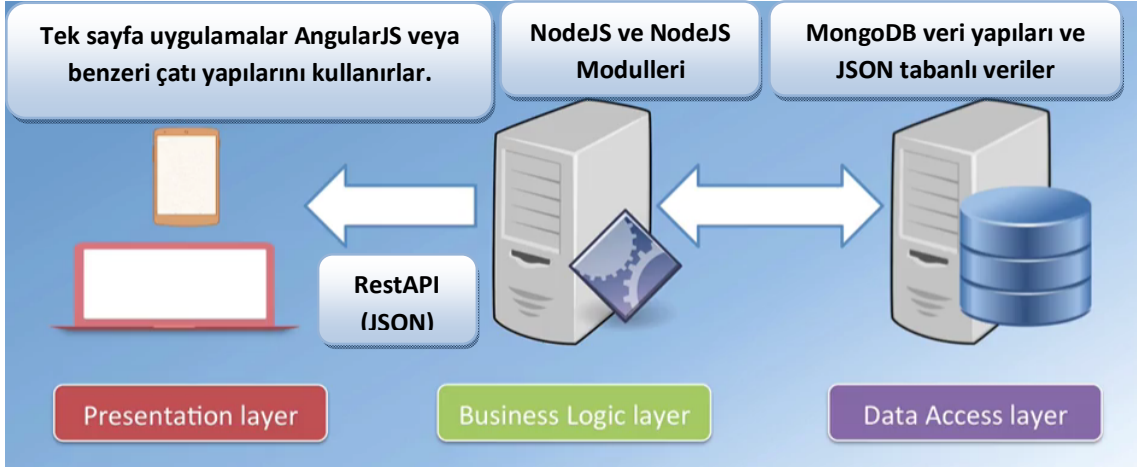 Tek sayfa uygulamalar AngularJS veya
benzeri çatı yapılarını kullanırlar.
NodeJS ve NodeJS
Modulleri
MongoDB veri yapıları ve
JSON tabanlı veriler
RestAPI
(JSON)
Presentation layer
Business Logic layer
Data Access layer